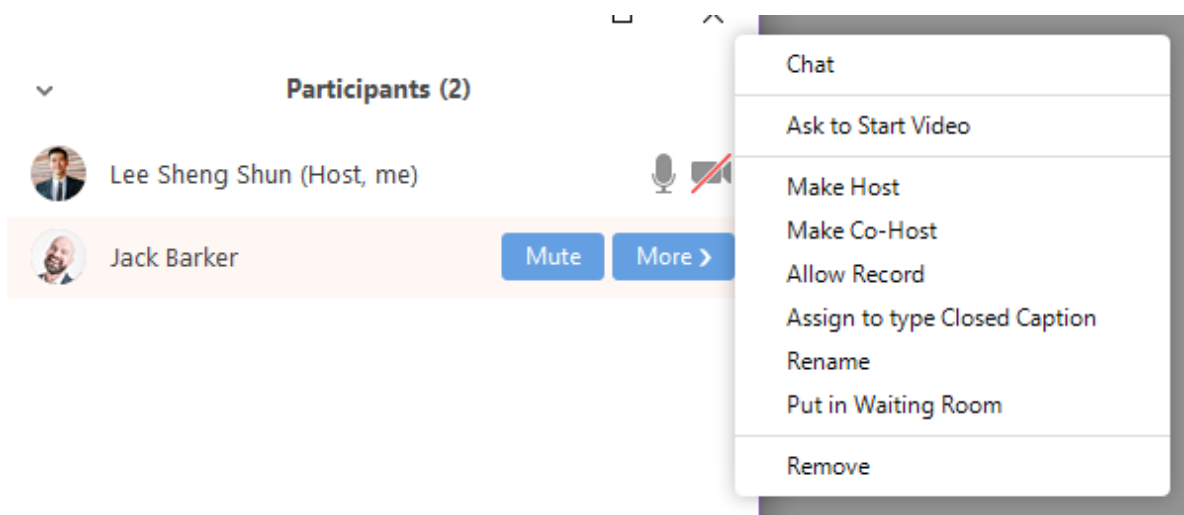 Participants (2)
Lee Sheng Shun (Host, me)
Jack Barker
Mute
More ❯
Chat
Ask to Start Video
Make Host
Make Co-Host
Allow Record
Assign to type Closed Caption
Rename
Put in Waiting Room
Remove